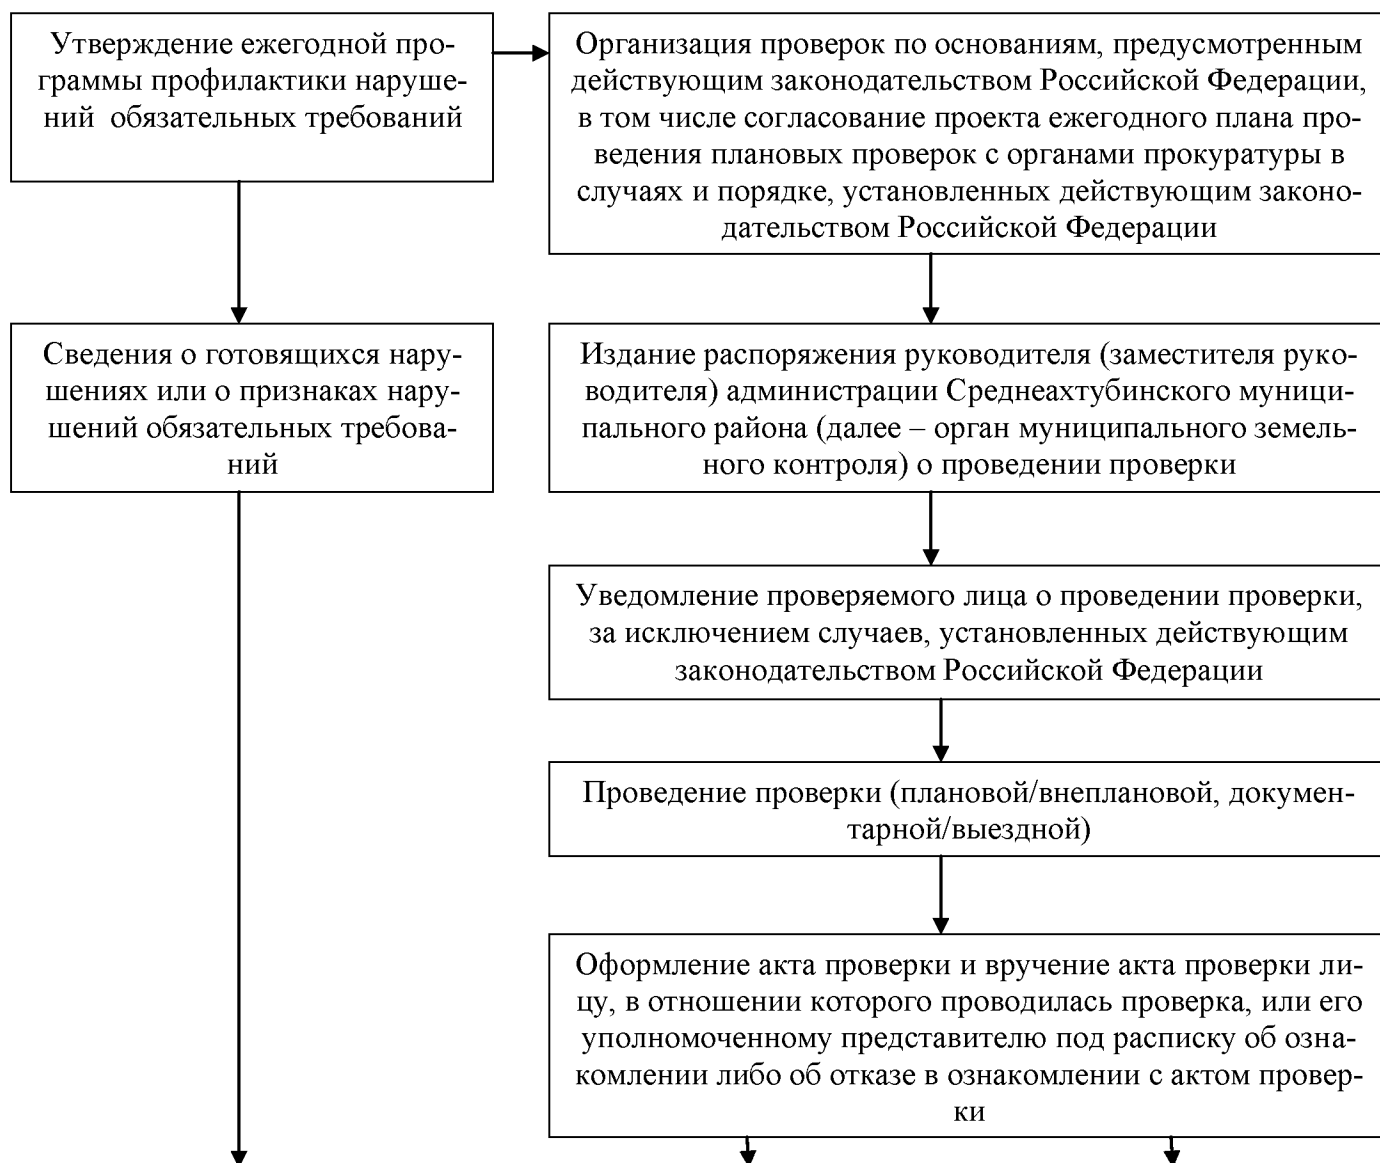 Утверждение ежегодной про-
граммы профилактики наруше-
ний обязательных требований
Организация проверок по основаниям, предусмотренным
действующим законодательством Российской Федерации,
в том числе согласование проекта ежегодного плана про-
ведения плановых проверок с органами прокуратуры в
случаях и порядке, установленных действующим законо-
дательством Российской Федерации
Сведения о готовящихся нару-
шениях или о признаках нару-
шений обязательных требова-
ний
Издание распоряжения руководителя (заместителя руко-
водителя) администрации Среднеахтубинского муници-
пального района (далее – орган муниципального земель-
ного контроля) о проведении проверки
Уведомление проверяемого лица о проведении проверки,
за исключением случаев, установленных действующим
законодательством Российской Федерации
Проведение проверки (плановой/внеплановой, докумен-
тарной/выездной)
Оформление акта проверки и вручение акта проверки ли-
цу, в отношении которого проводилась проверка, или его
уполномоченному представителю под расписку об озна-
комлении либо об отказе в ознакомлении с актом провер-
ки